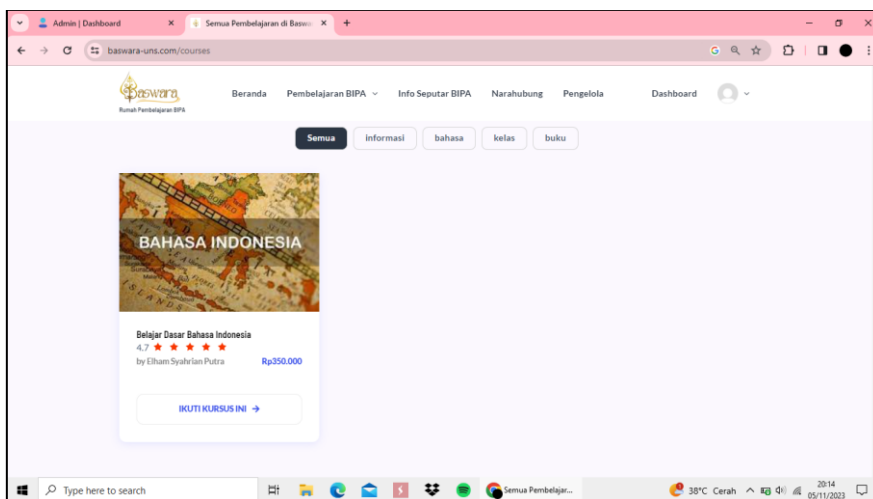 Admin | Dashboard
Semua Pembelajaran di Baswa
baswara-uns.com/courses
Baswara
Rumah Pembelajaran BIPA
Beranda
Pembelajaran BIPA
Info Seputar BIPA
Narahubung
Pengelola
Dashboard
Semua
informasi
bahasa
kelas
buku
BAHASA INDONESIA
Belajar Dasar Bahasa Indonesia
4.7
by Elham Syahrian Putra
Rp350.000
IKUTI KURSUS INI →
Type here to search
Semua Pembelajar...
38°C Cerah
20:14
05/11/2023